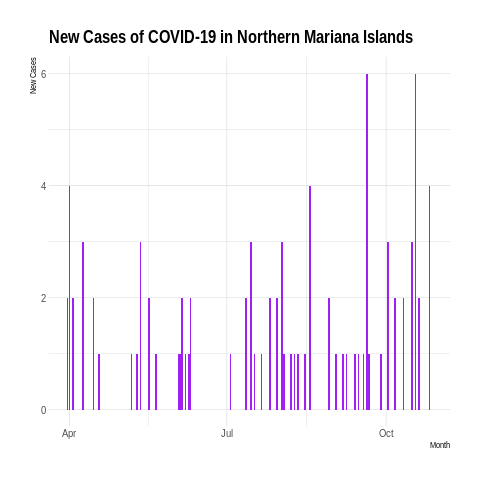 New Cases of COVID-19 in Northern Mariana Islands
New Cases
6
4
2
0
Apr
Jul
Oct
Month